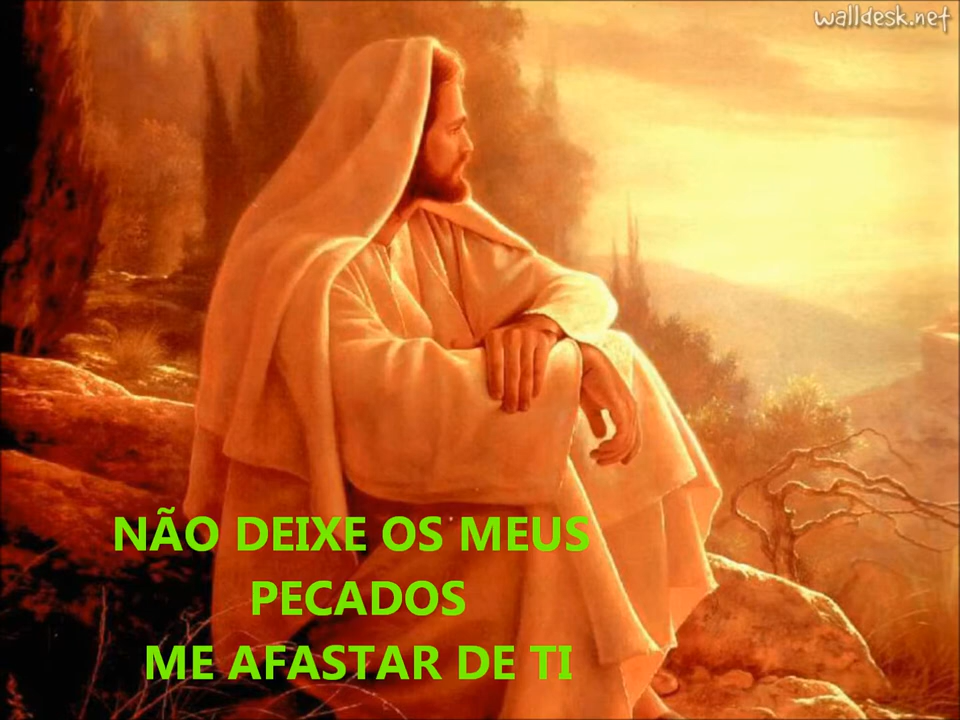 walldesk.net
NÃO DEIXE OS MEUS
PECADOS
ME AFASTAR DE TI